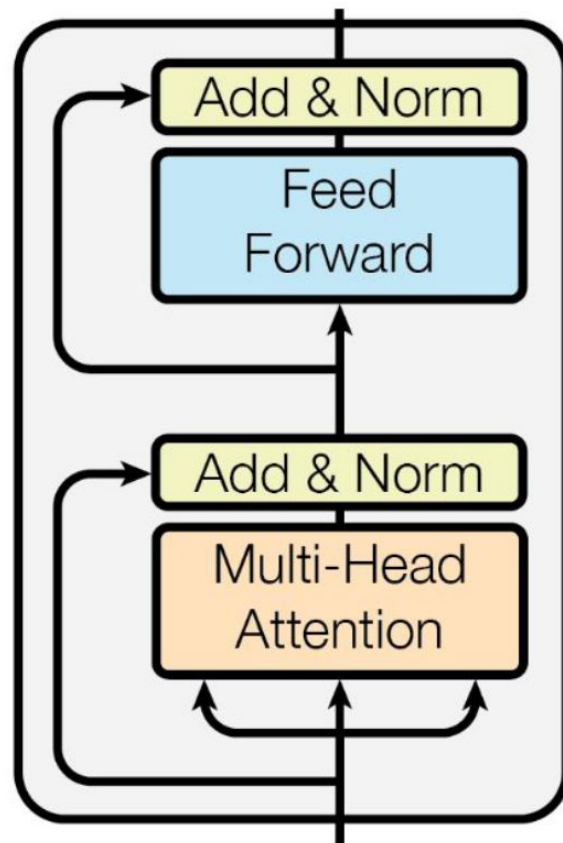 Add & Norm
Feed
Forward
Add & Norm
Multi-Head
Attention